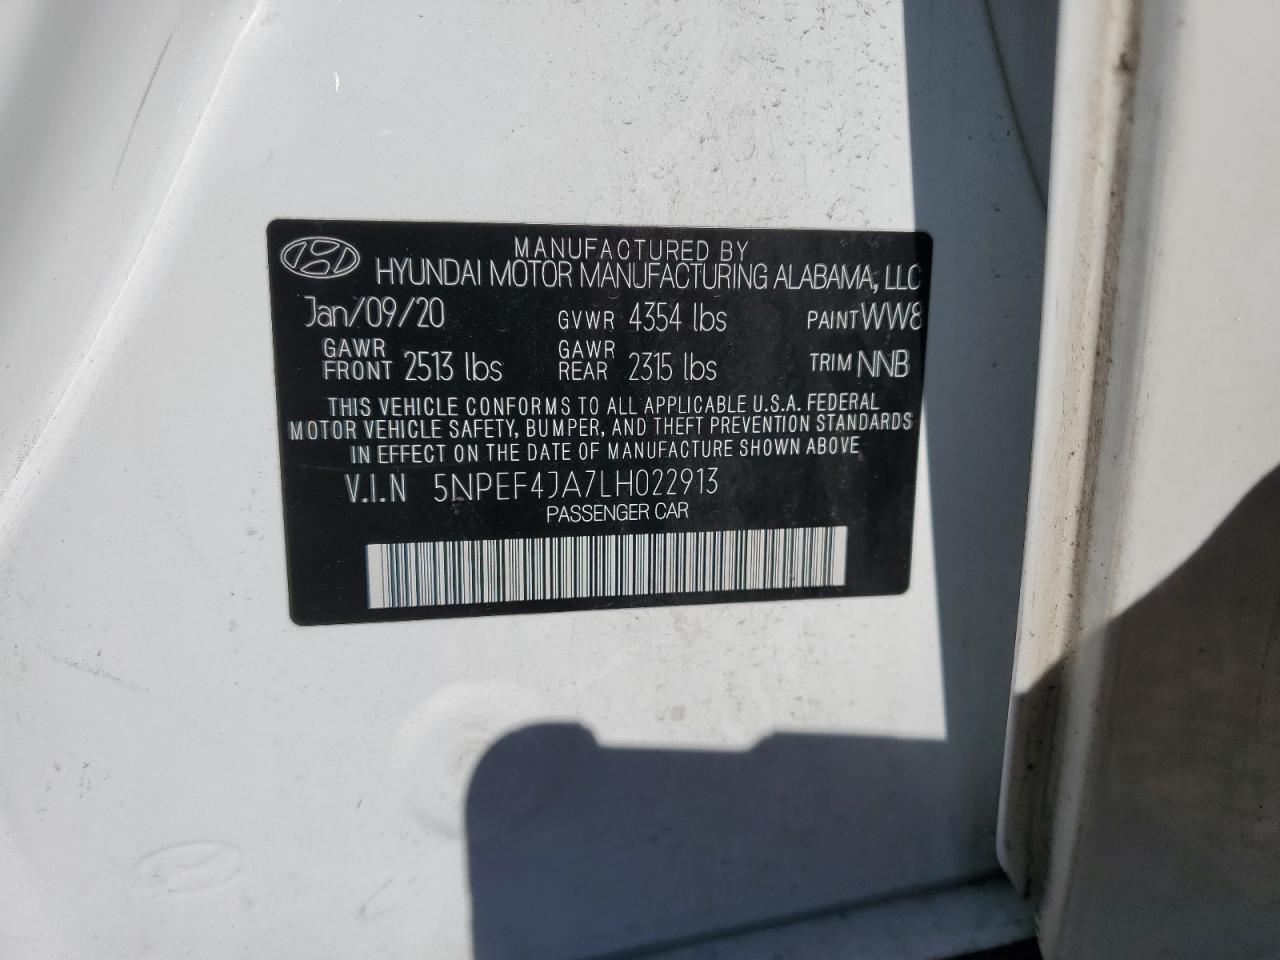 MANUFACTURED BY
HYUNDAI MOTOR MANUFACTURING ALABAMA, LLC
Jan/09/20 GVWR 4354 lbs PAINT WW8
GAWR FRONT 2513 lbs GAWR REAR 2315 lbs TRIM NNB
THIS VEHICLE CONFORMS TO ALL APPLICABLE U.S.A. FEDERAL
MOTOR VEHICLE SAFETY, BUMPER, AND THEFT PREVENTION STANDARDS
IN EFFECT ON THE DATE OF MANUFACTURE SHOWN ABOVE
V.I.N 5NPEF4JA7LH022913
PASSENGER CAR